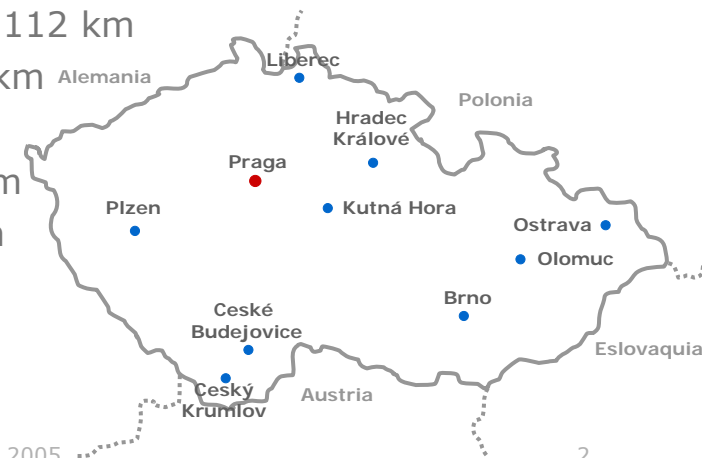 112 km
km
Alemania
Liberec
Polonia
Hradec
Králové
Praga
m
Plzen
Kutná Hora
Ostrava
Olomuc
Brno
Ceské
Budejovice
Eslovaquia
Ceský
Krumlov
Austria
2005
2